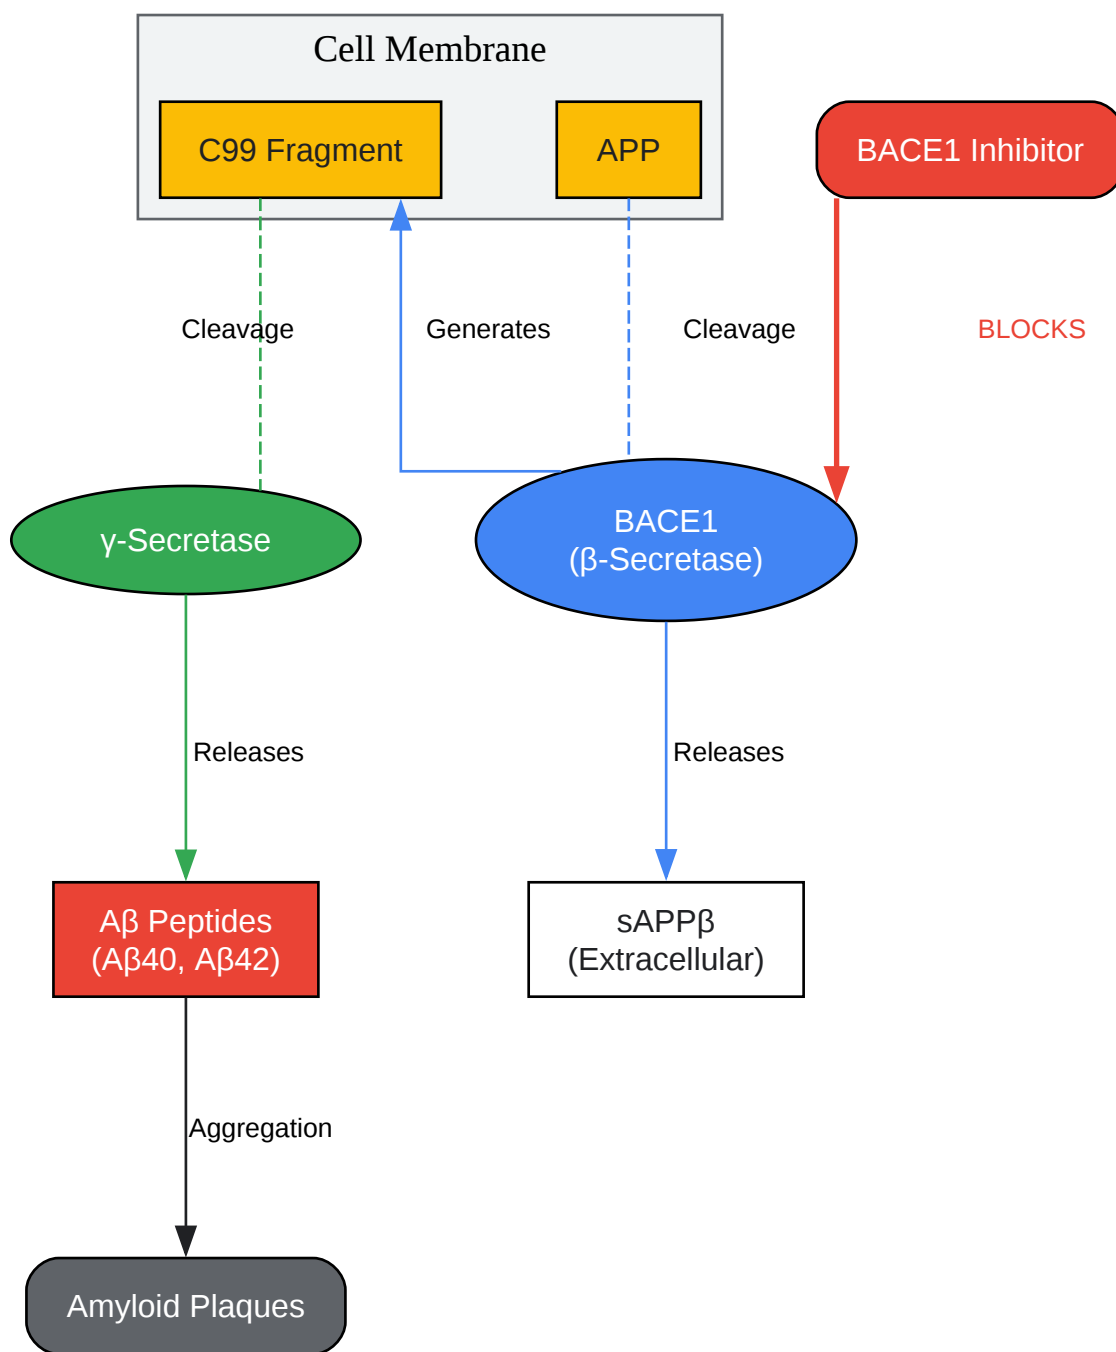 Cell Membrane
C99 Fragment
APP
BACE1 Inhibitor
Cleavage
Generates
Cleavage
BLOCKS
γ-Secretase
BACE1
(β-Secretase)
Releases
Releases
Aβ Peptides
(Aβ40, Aβ42)
sAPPβ
(Extracellular)
Aggregation
Amyloid Plaques